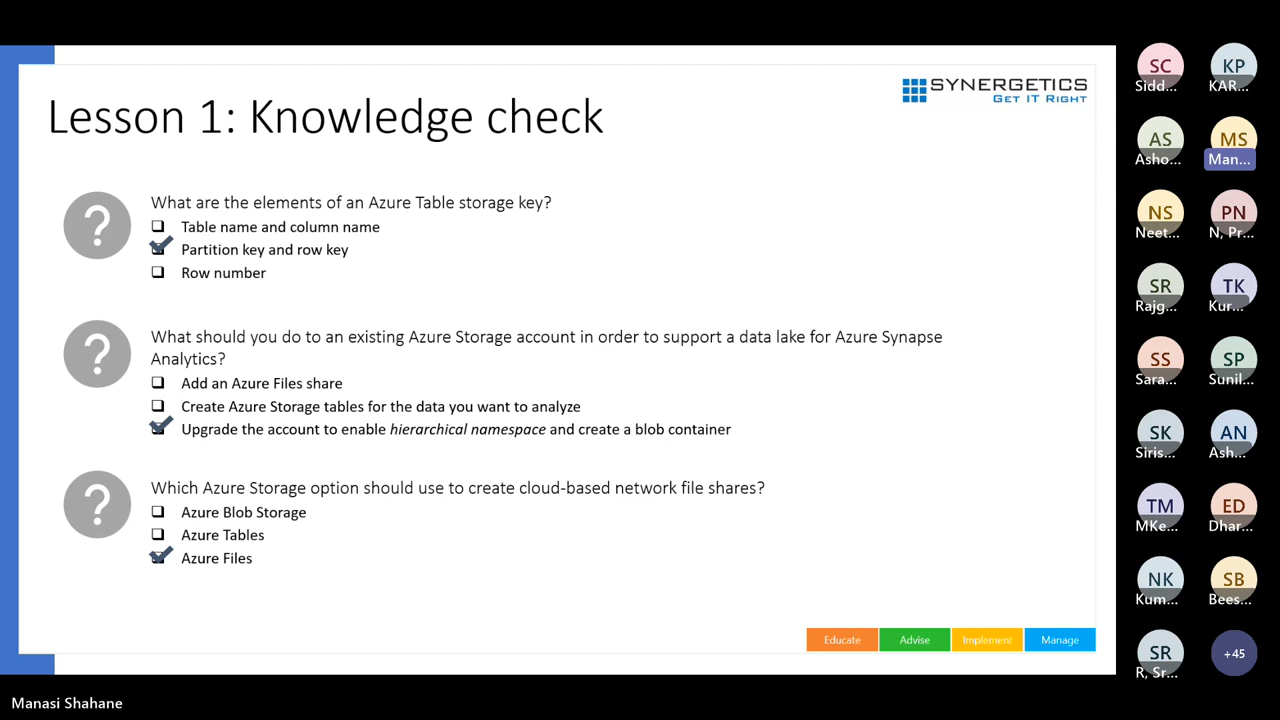 SYNERGETICS
GET IT RIGHT
Lesson 1: Knowledge check
?
What are the elements of an Azure Table storage key?
Table name and column name
Partition key and row key
Row number
?
What should you do to an existing Azure Storage account in order to support a data lake for Azure Synapse
Analytics?
Add an Azure Files share
Create Azure Storage tables for the data you want to analyze
Upgrade the account to enable hierarchical namespace and create a blob container
?
Which Azure Storage option should use to create cloud-based network file shares?
Azure Blob Storage
Azure Tables
Azure Files
Educate Advise Implement Manage
SC KP
Sidd... KAR...
AS MS
Asho... Man...
NS PN
Neet... N, Pr...
SR TK
Rajg... Kur...
SS SP
Sara... Sunil...
SK AN
Siris... Ash...
TM ED
MKe... Dhar...
NK SB
Kum... Bees...
SR +45
R, Sr...
Manasi Shahane